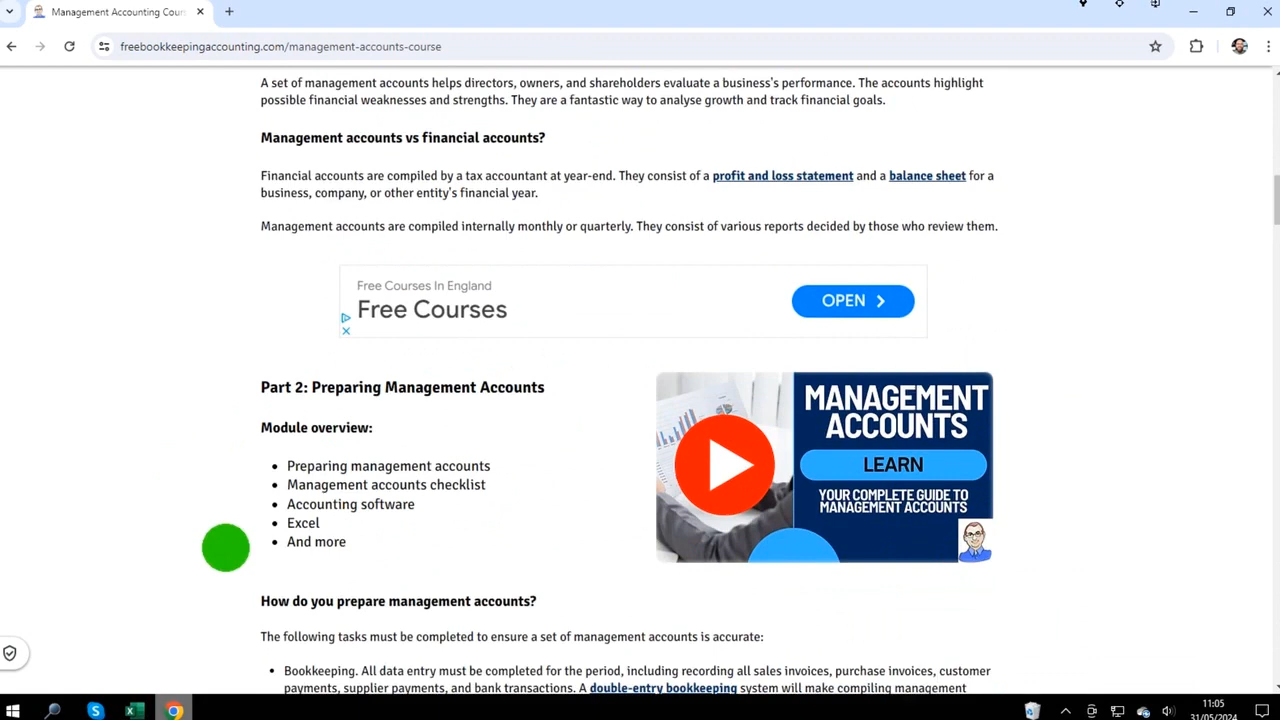 Management Accounting Cour
freebookkeepingaccounting.com/management-accounts-course
A set of management accounts helps directors, owners, and shareholders evaluate a business's performance. The accounts highlight
possible financial weaknesses and strengths. They are a fantastic way to analyse growth and track financial goals.
Management accounts vs financial accounts?
Financial accounts are compiled by a tax accountant at year-end. They consist of a profit and loss statement and a balance sheet for a
business, company, or other entity's financial year.
Management accounts are compiled internally monthly or quarterly. They consist of various reports decided by those who review them.
Free Courses In England
Free Courses
OPEN
Part 2: Preparing Management Accounts
Module overview:
Preparing management accounts
Management accounts checklist
Accounting software
Excel
And more
MANAGEMENT
ACCOUNTS
LEARN
YOUR COMPLETE GUIDE TO
MANAGEMENT ACCOUNTS
How do you prepare management accounts?
The following tasks must be completed to ensure a set of management accounts is accurate:
Bookkeeping. All data entry must be completed for the period, including recording all sales invoices, purchase invoices, customer
payments, supplier payments, and bank transactions. A double-entry bookkeeping system will make compiling management
11:05
31/05/2024